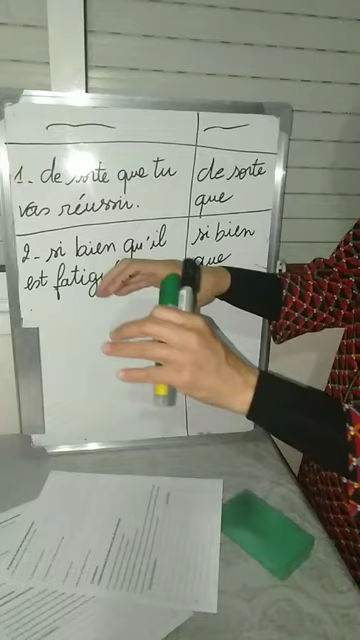 1- de sorte que tu
vas réussir.
de sorte
que
2- si bien qu'il
est
si bien
que